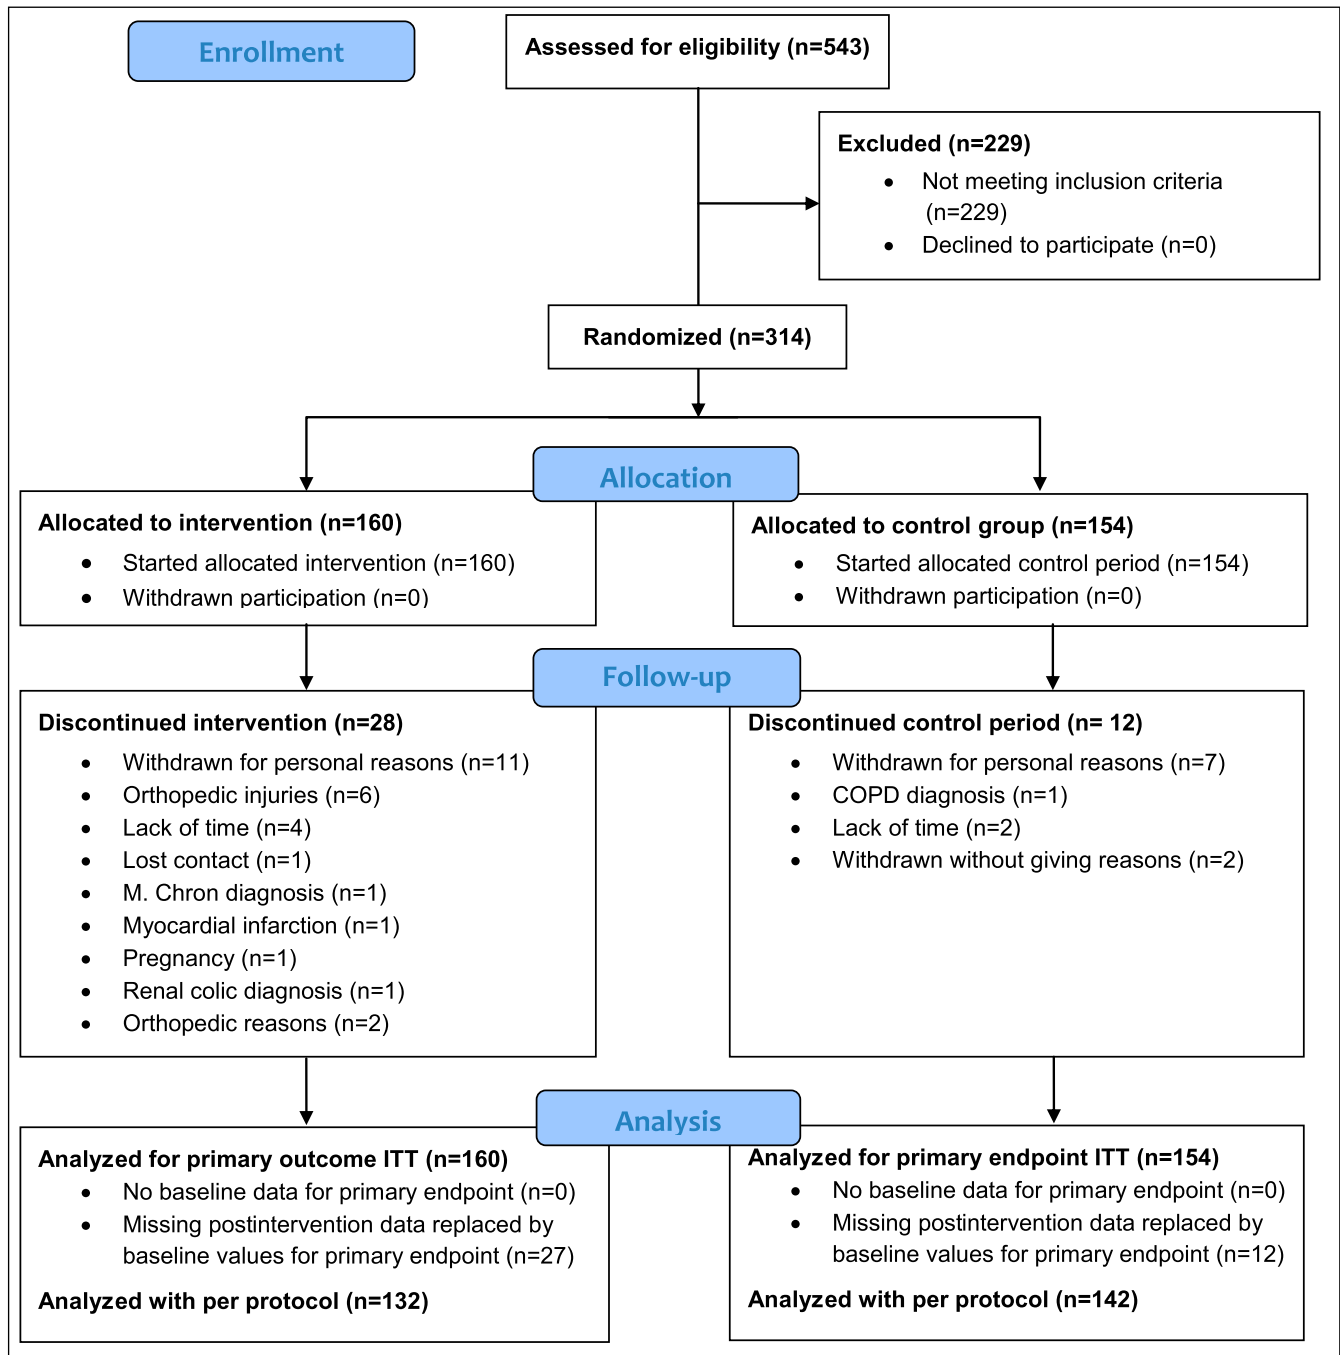 Enrollment
Assessed for eligibility (n=543)
Excluded (n=229)
• Not meeting inclusion criteria
(n=229)
• Declined to participate (n=0)
Randomized (n=314)
Allocation
Allocated to intervention (n=160)
• Started allocated intervention (n=160)
• Withdrawn participation (n=0)
Allocated to control group (n=154)
• Started allocated control period (n=154)
• Withdrawn participation (n=0)
Follow-up
Discontinued intervention (n=28)
• Withdrawn for personal reasons (n=11)
• Orthopedic injuries (n=6)
• Lack of time (n=4)
• Lost contact (n=1)
• M. Chron diagnosis (n=1)
• Myocardial infarction (n=1)
• Pregnancy (n=1)
• Renal colic diagnosis (n=1)
• Orthopedic reasons (n=2)
Discontinued control period (n= 12)
• Withdrawn for personal reasons (n=7)
• COPD diagnosis (n=1)
• Lack of time (n=2)
• Withdrawn without giving reasons (n=2)
Analysis
Analyzed for primary outcome ITT (n=160)
• No baseline data for primary endpoint (n=0)
• Missing postintervention data replaced by
baseline values for primary endpoint (n=27)
Analyzed with per protocol (n=132)
Analyzed for primary endpoint ITT (n=154)
• No baseline data for primary endpoint (n=0)
• Missing postintervention data replaced by
baseline values for primary endpoint (n=12)
Analyzed with per protocol (n=142)